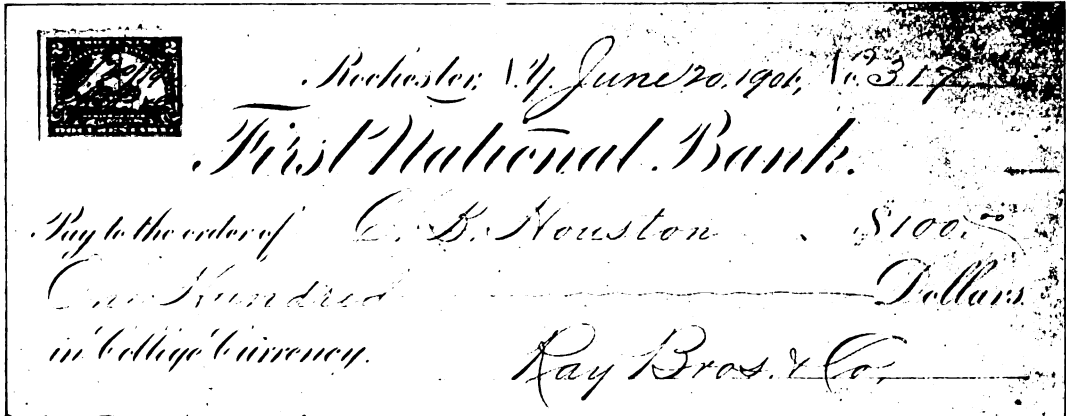 Rochester, N.Y. June 20, 1901, No. 317
First National Bank.
Pay to the order of C. B. Houston. $100.00
One Hundred Dollars
in College Currency.
Ray Bros. & Co.